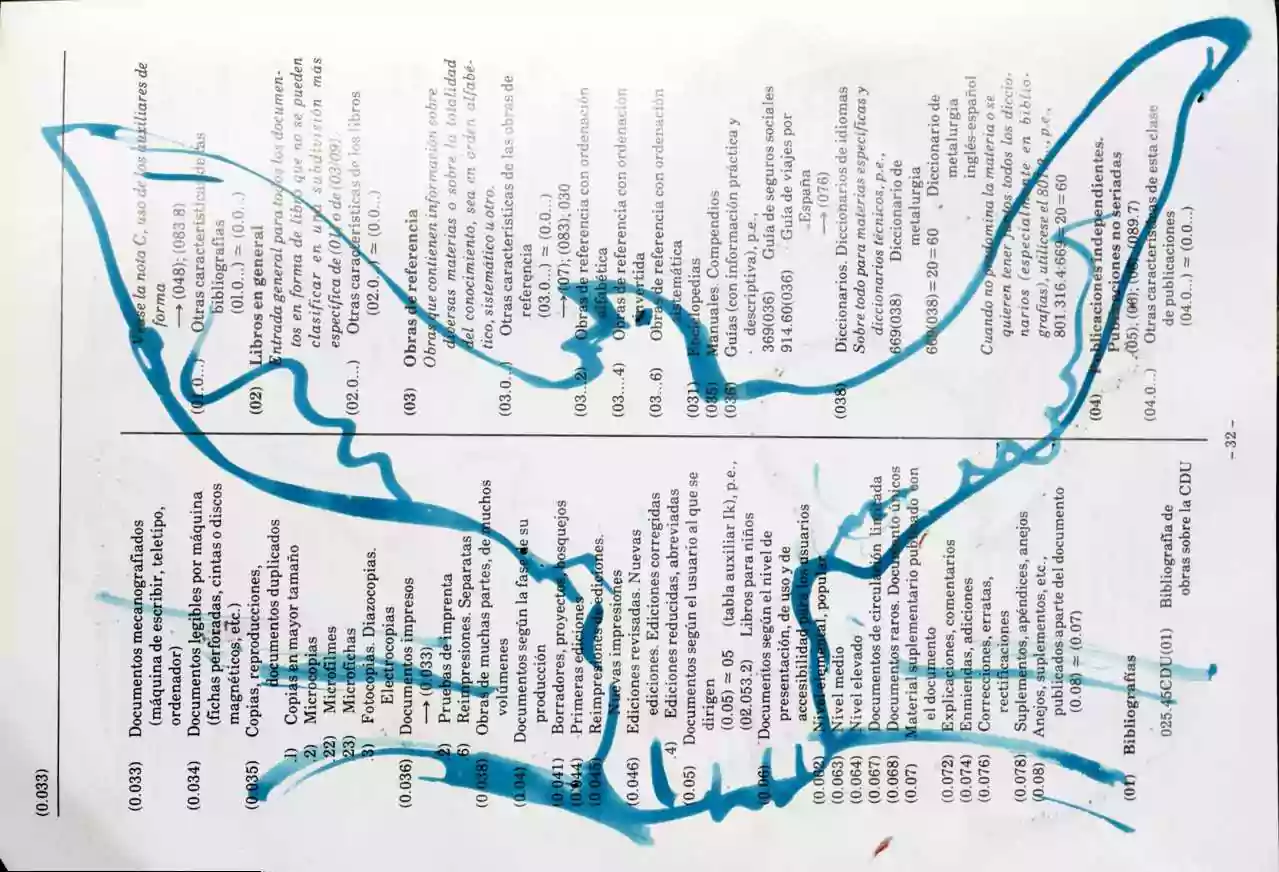 (0.033)
(0.033) Documentos mecanografiados
(máquina de escribir, teletipo,
ordenador)
(0.034) Documentos legibles por máquina
(fichas perforadas, cintas o discos
magnéticos, etc.)
(0.035) Copias, reproducciones,
documentos duplicados
.1) Copias en mayor tamaño
.2) Microcopias
.22) Microfilmes
.23) Microfichas
.3) Fotocopias. Diazocopias.
Electrocopias
(0.036) Documentos impresos
→ (0.033)
.2) Pruebas de imprenta
.6) Reimpresiones. Separatas
(0.038) Obras de muchas partes, de muchos
volúmenes
(0.04) Documentos según la fase de su
producción
(0.041) Borradores, proyectos, bosquejos
(0.044) Primeras ediciones
(0.045) Reimpresiones de ediciones.
Nuevas impresiones
(0.046) Ediciones revisadas. Nuevas
ediciones. Ediciones corregidas
.4) Ediciones reducidas, abreviadas
(0.05) Documentos según el usuario al que se
dirigen
(0.05) = 05 (tabla auxiliar Ik), p.e.,
(02.053.2) Libros para niños
(0.06) Documentos según el nivel de
presentación, de uso y de
accesibilidad para los usuarios
(0.062) Nivel elemental, popular
(0.063) Nivel medio
(0.064) Nivel elevado
(0.067) Documentos de circulación limitada
(0.068) Documentos raros. Documento únicos
(0.07) Material suplementario publicado con
el documento
(0.072) Explicaciones, comentarios
(0.074) Enmiendas, adiciones
(0.076) Correcciones, erratas,
rectificaciones
(0.078) Suplementos, apéndices, anejos
(0.08) Anejos, suplementos, etc.,
publicados aparte del documento
(0.08) = (0.07)
(01) Bibliografías
025.45CDU(01) Bibliografía de
obras sobre la CDU
Véase la nota C, uso de los auxiliares de
forma
→ (048); (083.8)
(01.0...) Otras características de las
bibliografías
(01.0...) = (0.0...)
(02) Libros en general
Entrada general para todos los documen-
tos en forma de libro que no se pueden
clasificar en una subdivisión más
específica de (01) o de (03/09).
(02.0...) Otras características de los libros
(02.0...) = (0.0...)
(03) Obras de referencia
Obras que contienen información sobre
diversas materias o sobre la totalidad
del conocimiento, sea en orden alfabé-
tico, sistemático u otro.
(03.0...) Otras características de las obras de
referencia
(03.0...) = (0.0...)
→ (07); (083); 030
(03...2) Obras de referencia con ordenación
alfabética
(03...4) Obras de referencia con ordenación
invertida
(03...6) Obras de referencia con ordenación
sistemática
(031) Enciclopedias
(035) Manuales. Compendios
(036) Guías (con información práctica y
descriptiva), p.e.,
369(036) Guía de seguros sociales
914.60(036) Guía de viajes por
España
→ (076)
(038) Diccionarios. Diccionarios de idiomas
Sobre todo para materias específicas y
diccionarios técnicos, p.e.,
669(038) Diccionario de
metalurgia
669(038)=20=60 Diccionario de
metalurgia
inglés-español
Cuando no predomina la materia o se
quieren tener juntos todos los diccio-
narios (especialmente en biblio-
grafías), utilícese el 801.3..., p.e.,
801.316.4:669=20=60
(04) Publicaciones independientes.
Publicaciones no seriadas
(05), (06), (08), (089.7)
(04.0...) Otras características de esta clase
de publicaciones
(04.0...) = (0.0...)
- 32 -